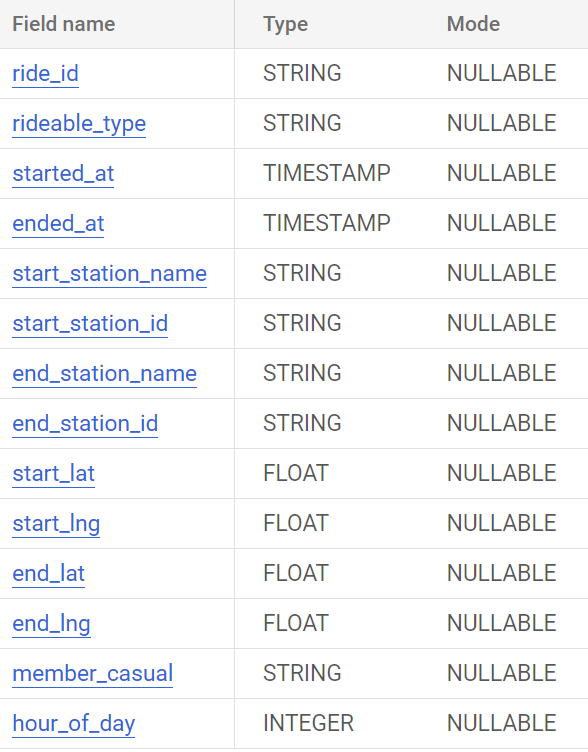 Field name Type Mode
ride_id STRING NULLABLE
rideable_type STRING NULLABLE
started_at TIMESTAMP NULLABLE
ended_at TIMESTAMP NULLABLE
start_station_name STRING NULLABLE
start_station_id STRING NULLABLE
end_station_name STRING NULLABLE
end_station_id STRING NULLABLE
start_lat FLOAT NULLABLE
start_lng FLOAT NULLABLE
end_lat FLOAT NULLABLE
end_lng FLOAT NULLABLE
member_casual STRING NULLABLE
hour_of_day INTEGER NULLABLE